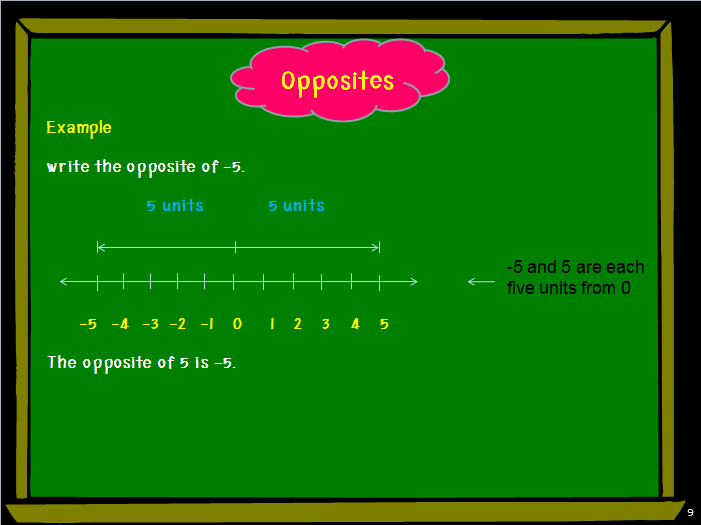 Opposites
Example
write the opposite of -5.
5 units 5 units
-5 and 5 are each
five units from 0
-5 -4 -3 -2 -1 0 1 2 3 4 5
The opposite of 5 is -5.
9